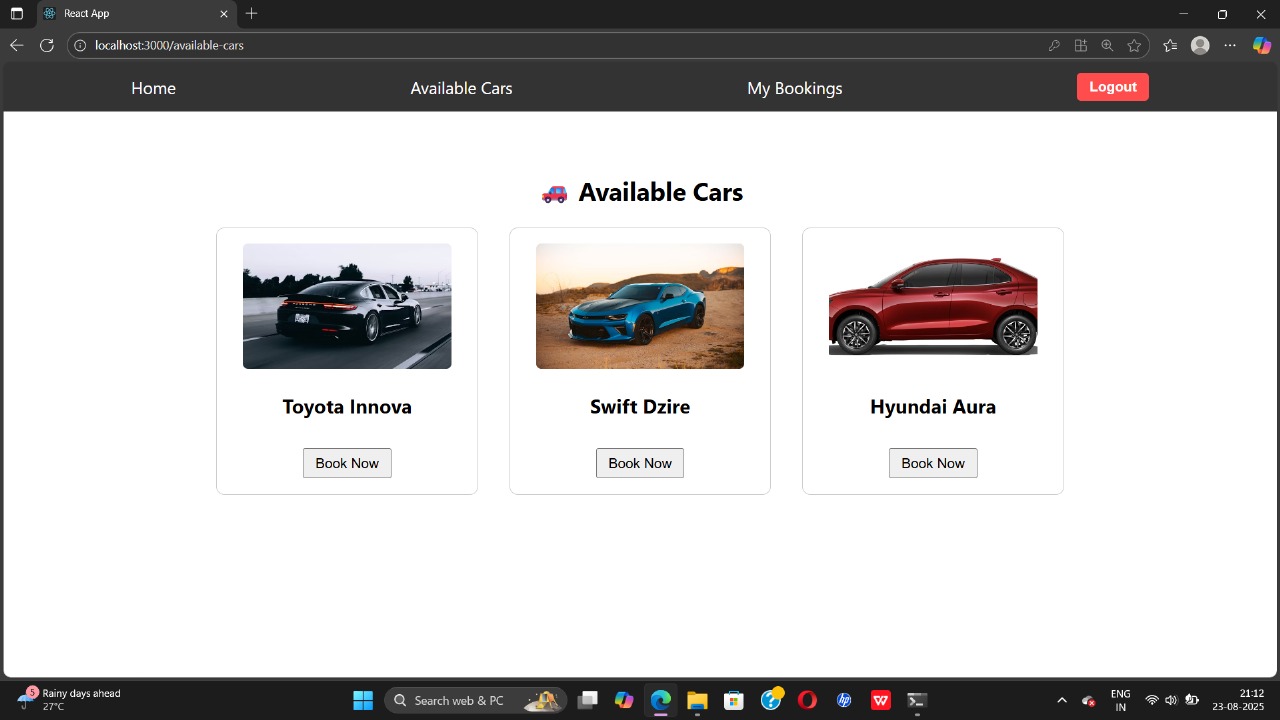 React App
localhost:3000/available-cars
Home Available Cars My Bookings Logout
Available Cars
Toyota Innova Swift Dzire Hyundai Aura
Book Now Book Now Book Now
5 Rainy days ahead
27°C
Search web & PC
ENG
IN
21:12
23-08-2025